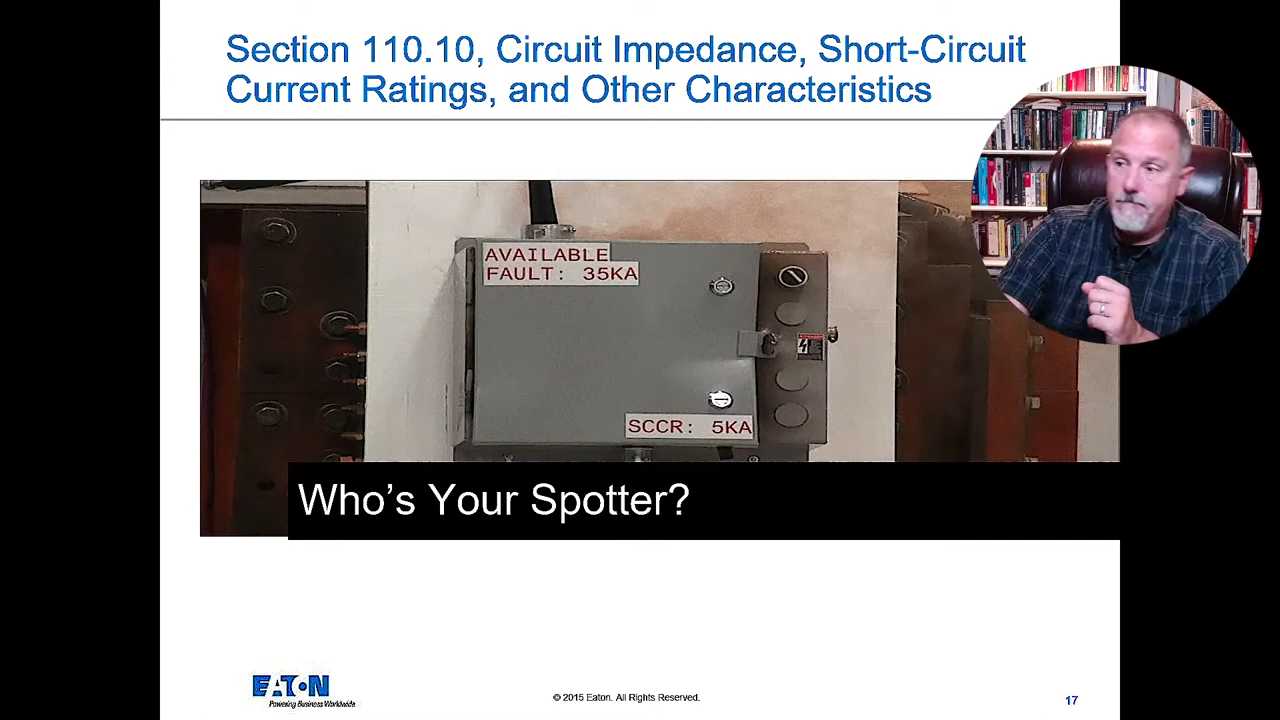 Section 110.10, Circuit Impedance, Short-Circuit
Current Ratings, and Other Characteristics
AVAILABLE
FAULT: 35KA
SCCR: 5KA
Who’s Your Spotter?
EATON
Powering Business Worldwide
© 2015 Eaton. All Rights Reserved.
17